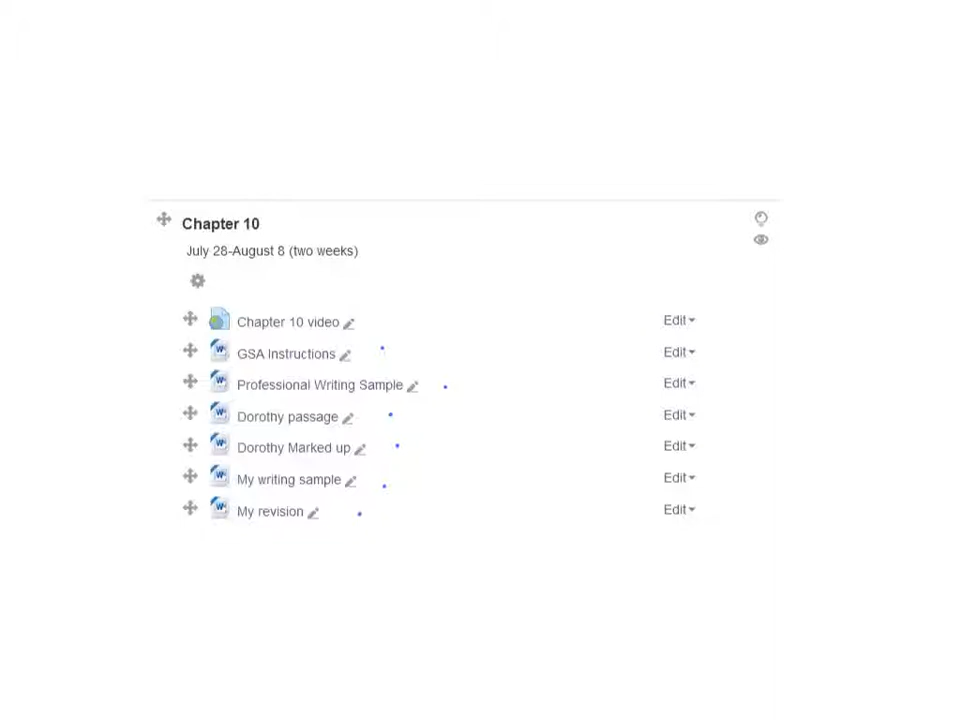 Chapter 10
July 28-August 8 (two weeks)
Chapter 10 video Edit
GSA Instructions Edit
Professional Writing Sample Edit
Dorothy passage Edit
Dorothy Marked up Edit
My writing sample Edit
My revision Edit